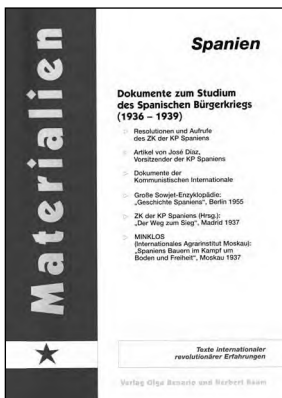 Materialien
Spanien
Dokumente zum Studium
des Spanischen Bürgerkriegs
(1936 – 1939)
Resolutionen und Aufrufe
des ZK der KP Spaniens
Artikel von José Díaz,
Vorsitzender der KP Spaniens
Dokumente der
Kommunistischen Internationale
Große Sowjet-Enzyklopädie:
„Geschichte Spaniens“, Berlin 1955
ZK der KP Spaniens (Hrsg.):
„Der Weg zum Sieg“, Madrid 1937
MINKLOS
(Internationales Agrarinstitut Moskau):
„Spaniens Bauern im Kampf um
Boden und Freiheit“, Moskau 1937
Texte internationaler
revolutionärer Erfahrungen
Verlag Olga Benario und Herbert Baum